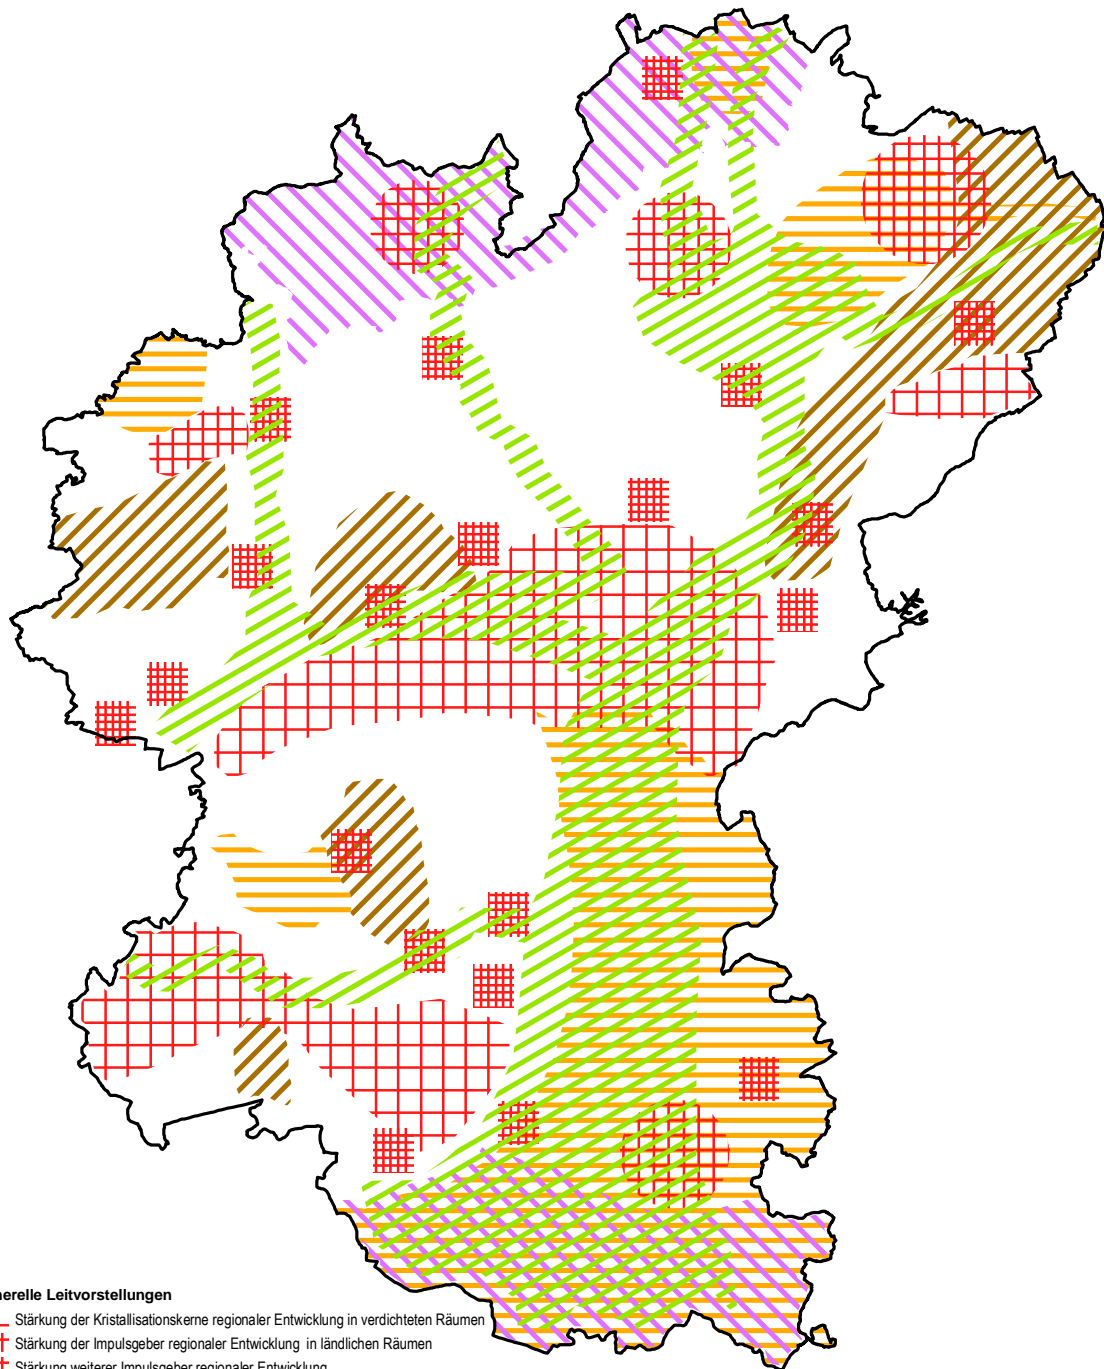 nerelle Leitvorstellungen
Stärkung der Kristallisationskerne regionaler Entwicklung in verdichteten Räumen
Stärkung der Impulsgeber regionaler Entwicklung in ländlichen Räumen
Stärkung weiterer Impulsgeber regionaler Entwicklung